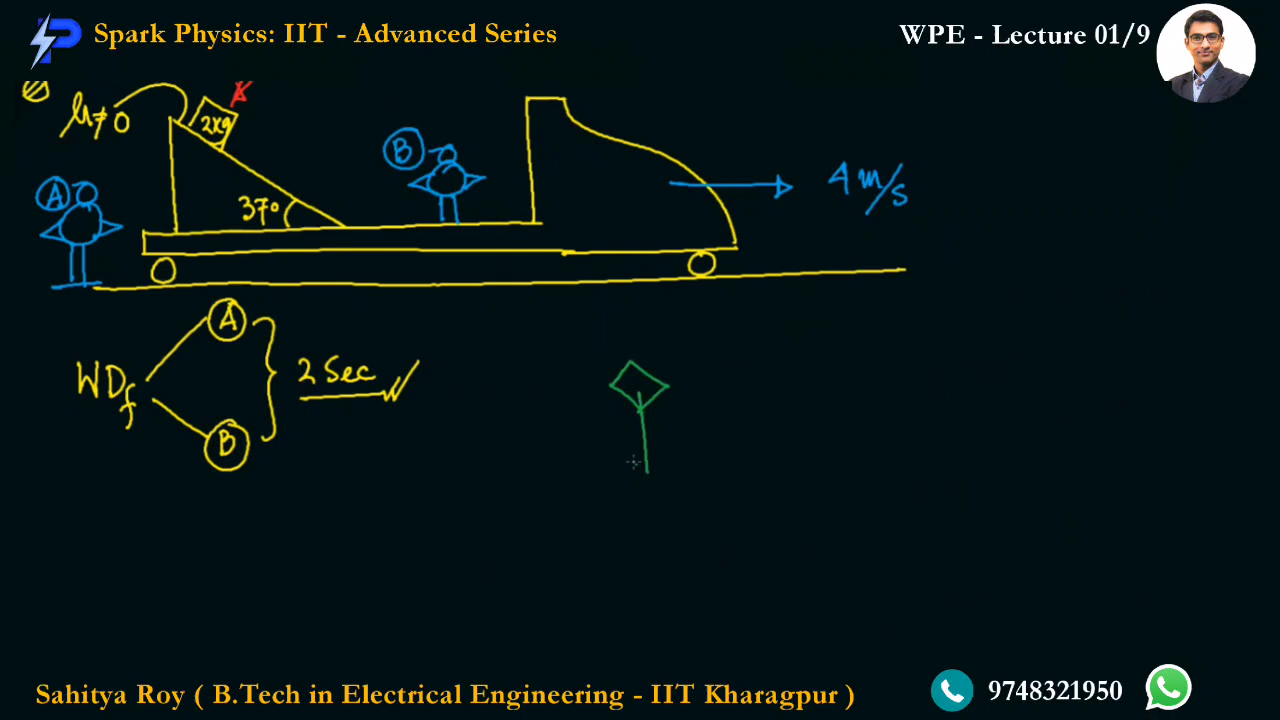 Spark Physics: IIT - Advanced Series
WPE - Lecture 01/9
μ≠0
2kg
A
B
37°
4 m/s
WDf
A
B
2 Sec
Sahitya Roy ( B.Tech in Electrical Engineering - IIT Kharagpur )
9748321950